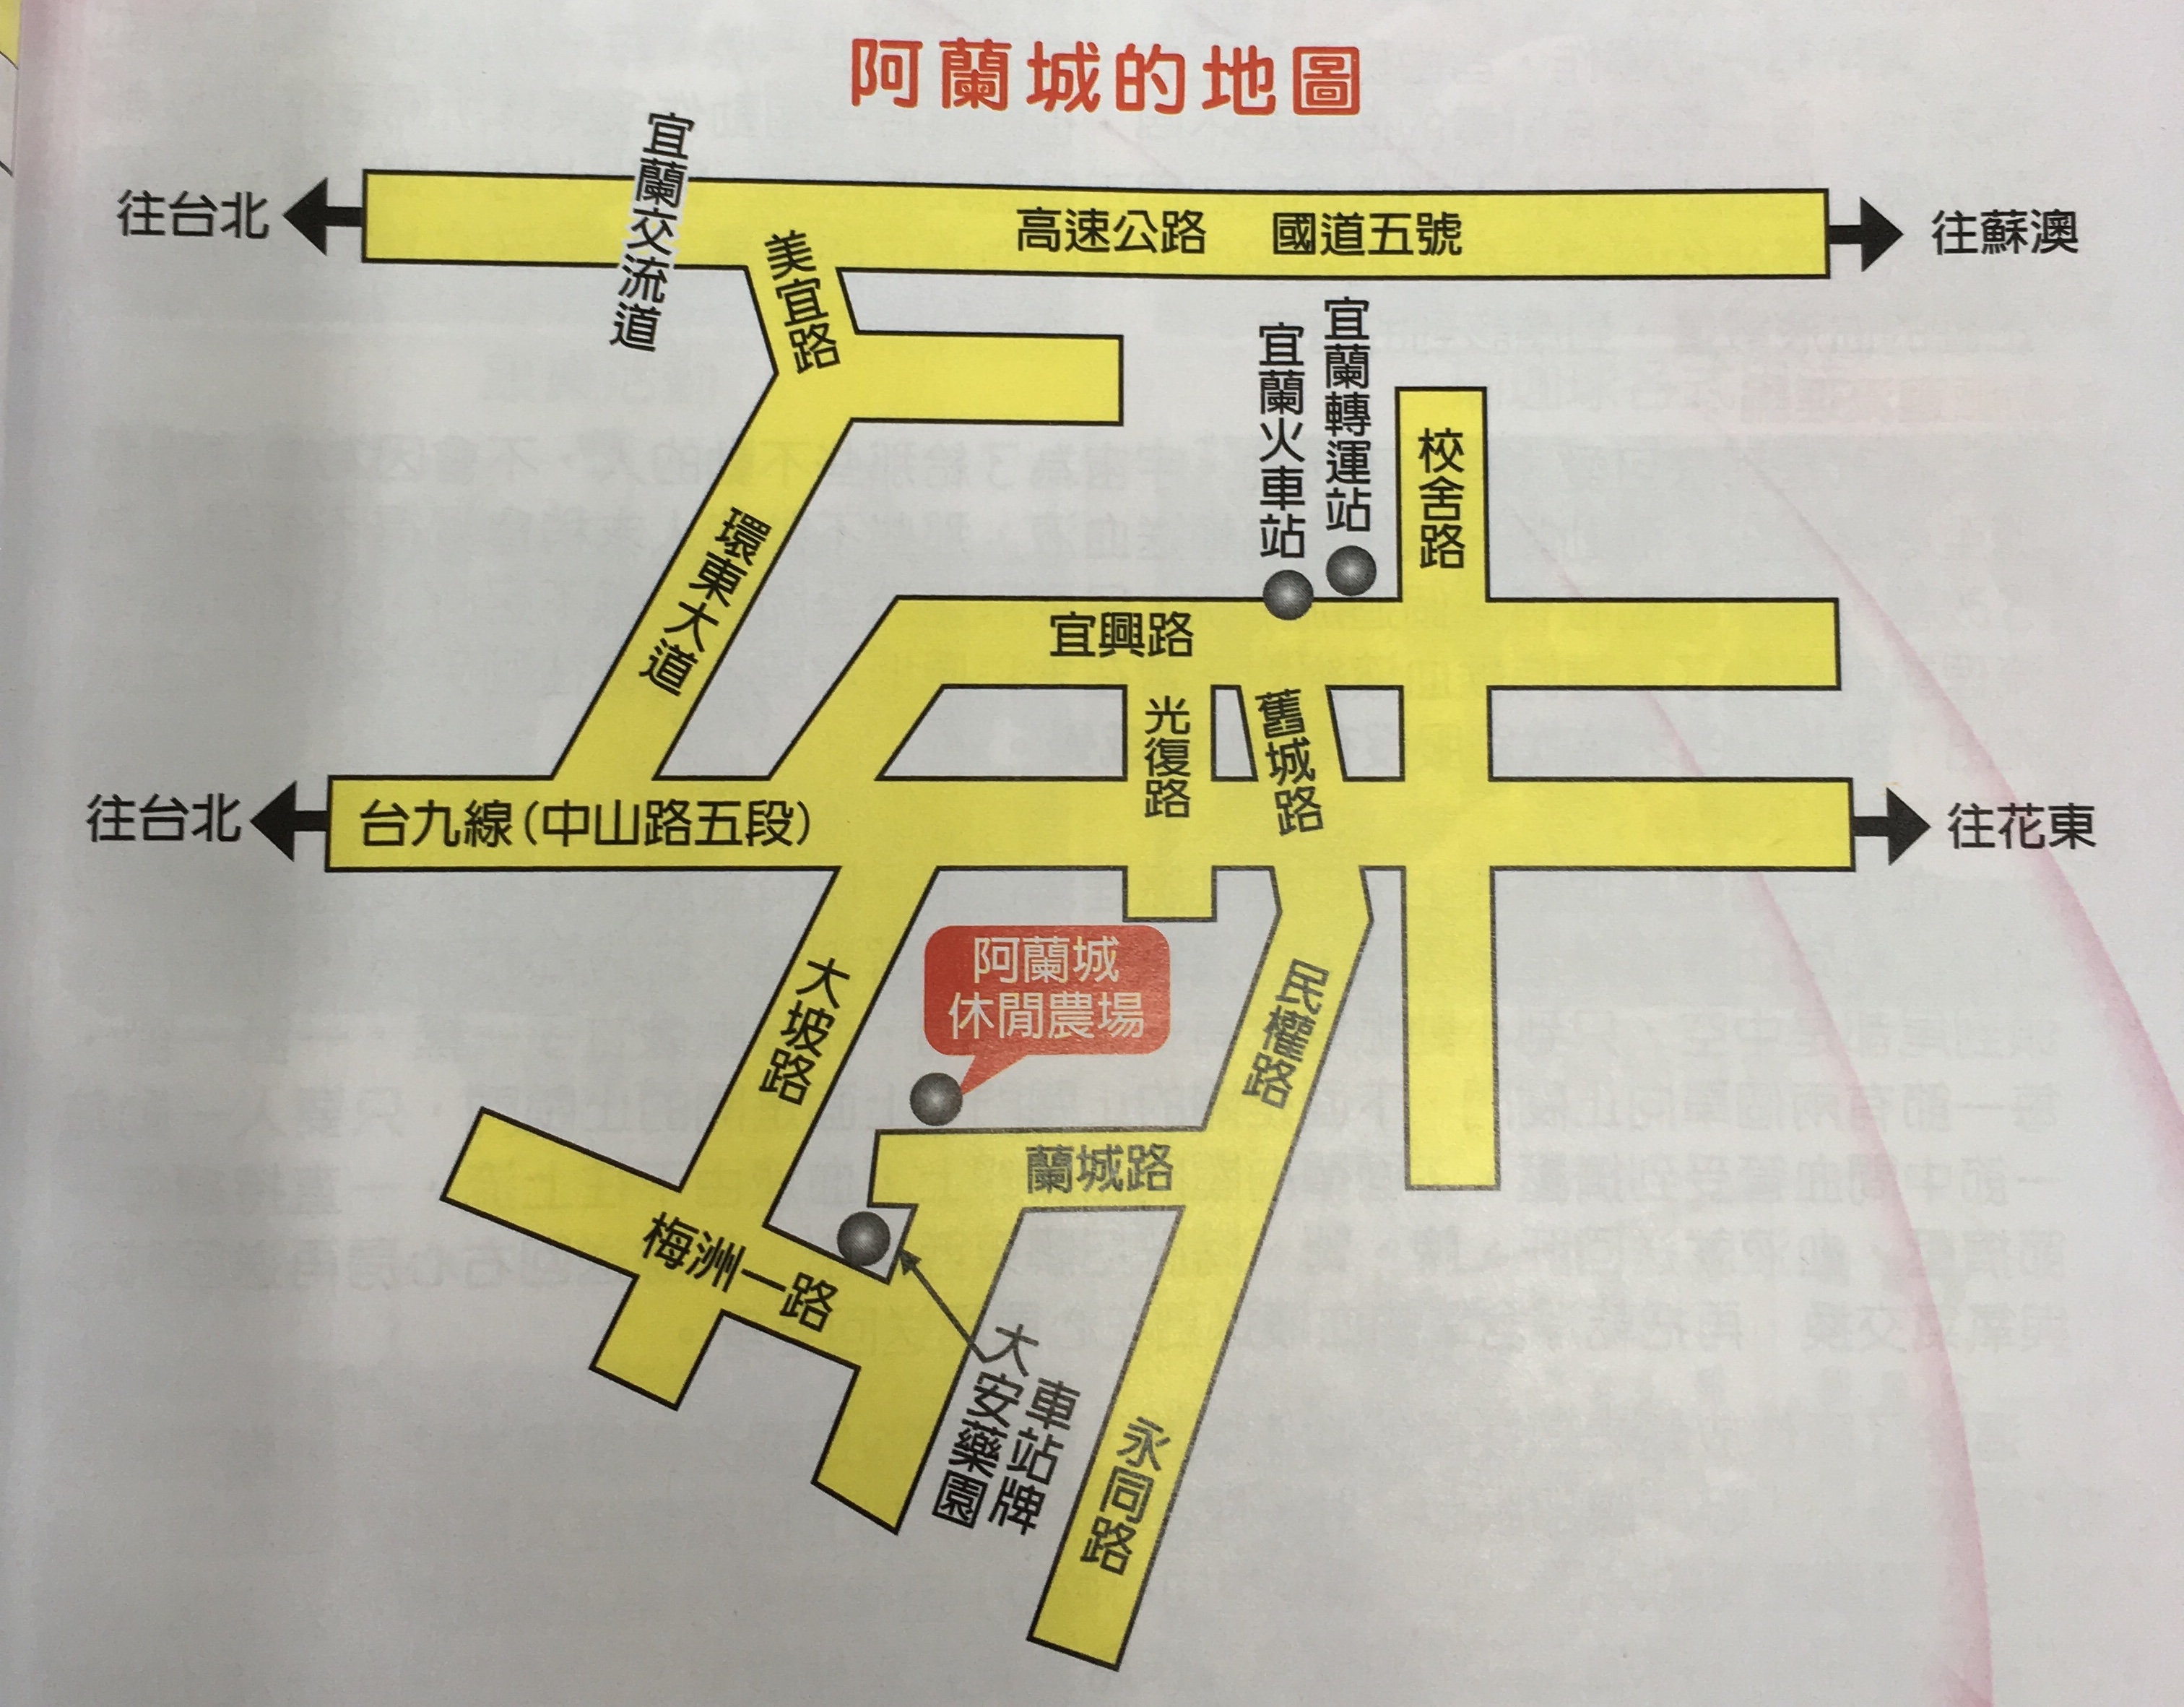 阿蘭城的地圖
宜蘭交流道
往台北
高速公路 國道五號
往蘇澳
美宜路
宜蘭火車站
宜蘭轉運站
校舍路
環東大道
宜興路
光復路
舊城路
往台北
台九線(中山路五段)
往花東
大坡路
阿蘭城
休閒農場
民權路
蘭城路
梅洲一路
大安藥園
車站牌
永同路